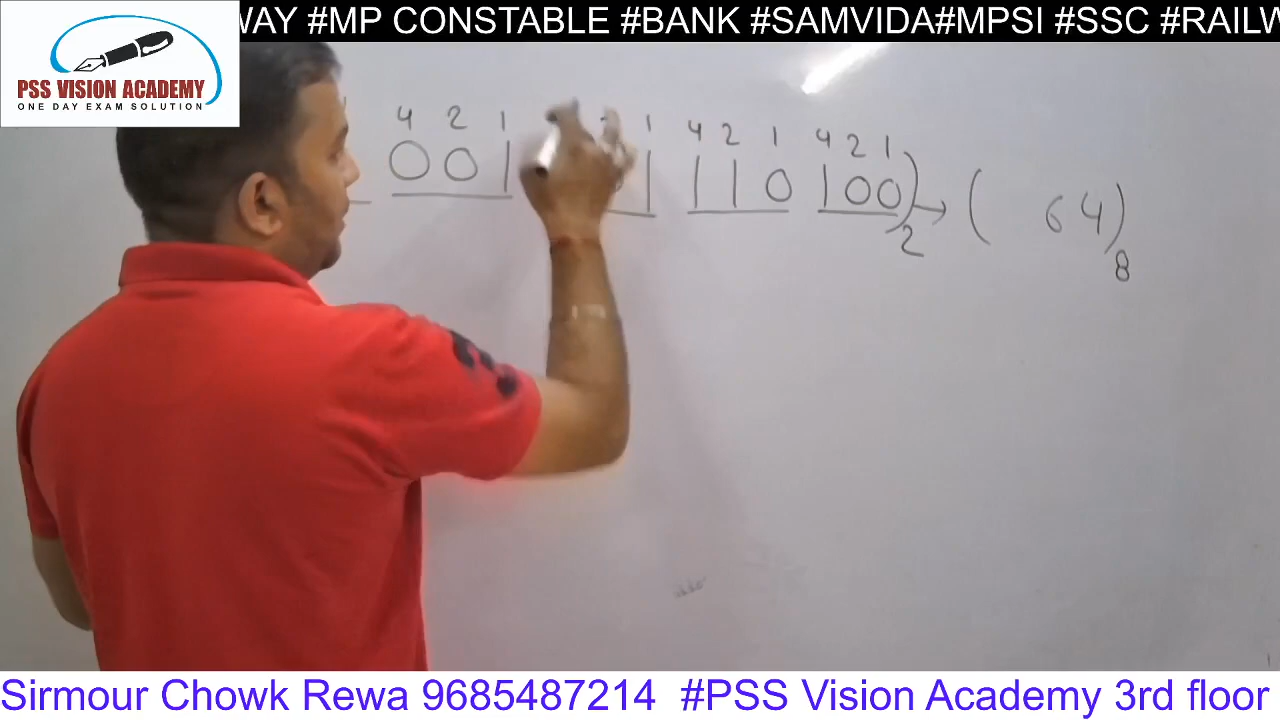 WAY #MP CONSTABLE #BANK #SAMVIDA#MPSI #SSC #RAILW
PSS VISION ACADEMY
ONE DAY EXAM SOLUTION
4 2 1 1 4 2 1 4 2 1
001 1 110 100)2 → ( 64)8
Sirmour Chowk Rewa 9685487214 #PSS Vision Academy 3rd floor